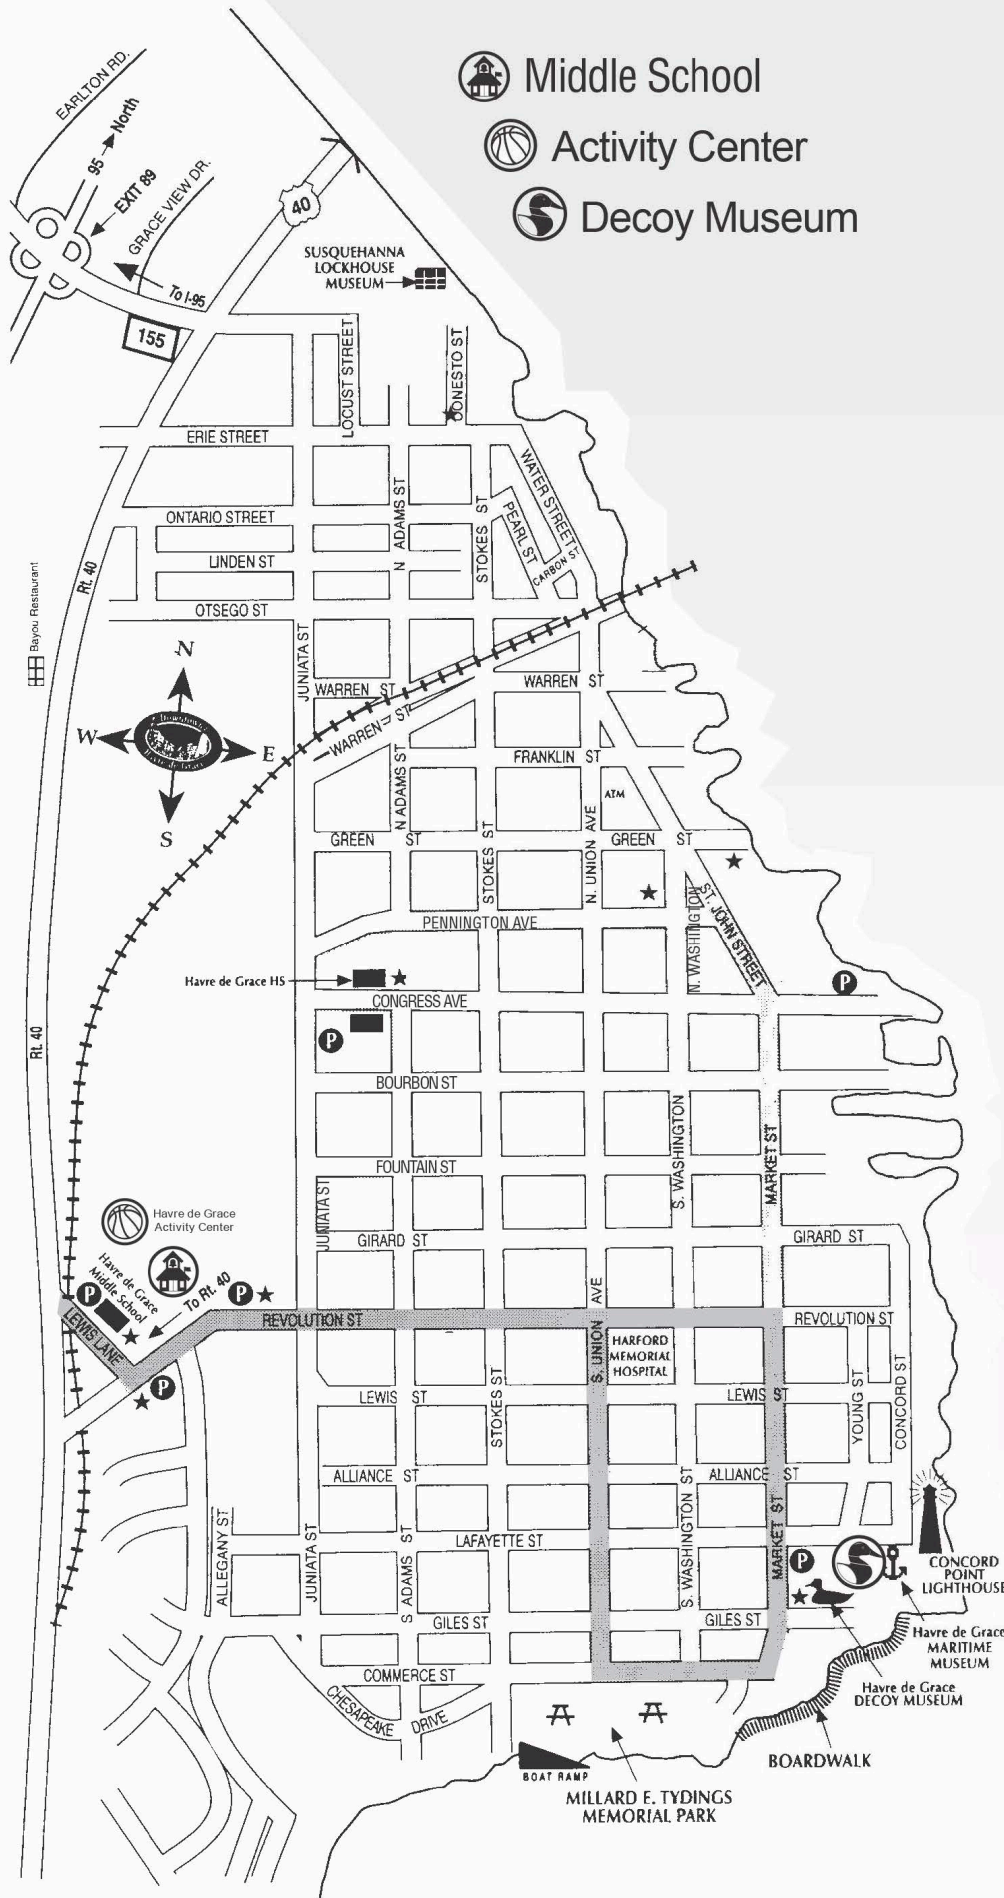 Middle School
Activity Center
Decoy Museum
EARLTON RD.
95
North
EXIT 89
GRACE VIEW DR.
40
To I-95
155
SUSQUEHANNA
LOCKHOUSE
MUSEUM
LOCUST STREET
CONESTO ST
ERIE STREET
WATER STREET
N ADAMS ST
STOKES ST
PEARL ST
ONTARIO STREET
LINDEN ST
CARBON ST
Rt. 40
Bayou Restaurant
OTSEGO ST
JUNIATA ST
N
W
E
S
Havre de Grace
WARREN ST
WARREN ST
WARREN ST
FRANKLIN ST
N ADAMS ST
ATM
GREEN ST
STOKES ST
N. UNION AVE
GREEN ST
N. WASHINGTON
ST. JOHN STREET
PENNINGTON AVE
Havre de Grace HS
P
CONGRESS AVE
P
Rt. 40
BOURBON ST
S. WASHINGTON
MARKET ST
FOUNTAIN ST
JUNIATA ST
Havre de Grace
Activity Center
GIRARD ST
GIRARD ST
Havre de Grace
Middle School
To Rt. 40
P
P
S. UNION AVE
LEWIS LANE
REVOLUTION ST
REVOLUTION ST
HARFORD
MEMORIAL
HOSPITAL
P
LEWIS ST
STOKES ST
LEWIS ST
YOUNG ST
CONCORD ST
ALLIANCE ST
ALLIANCE ST
ALLEGANY ST
JUNIATA ST
S ADAMS ST
LAFAYETTE ST
S. WASHINGTON ST
MARKET ST
P
CONCORD
POINT
LIGHTHOUSE
GILES ST
GILES ST
Havre de Grace
MARITIME
MUSEUM
COMMERCE ST
Havre de Grace
DECOY MUSEUM
CHESAPEAKE DRIVE
BOARDWALK
BOAT RAMP
MILLARD E. TYDINGS
MEMORIAL PARK